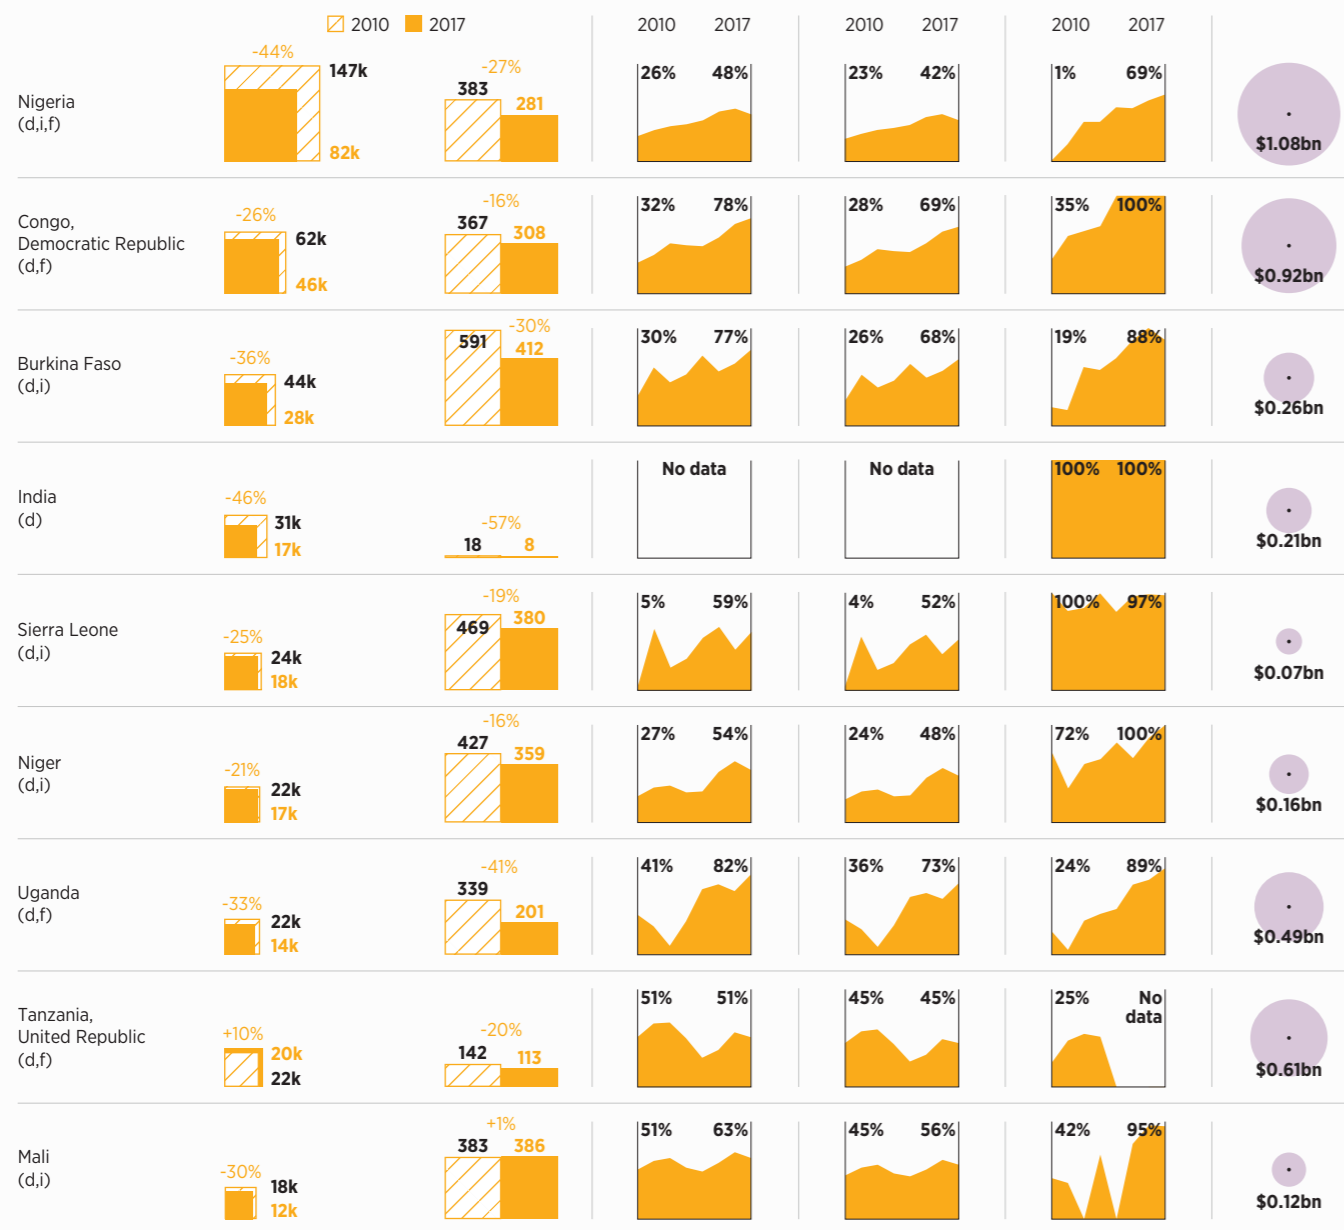 2010 2017
2010 2017
2010 2017
2010 2017
Nigeria
(d,i,f)
-44%
147k
82k
-27%
383
281
26% 48%
23% 42%
1% 69%
$1.08bn
Congo,
Democratic Republic
(d,f)
-26%
62k
46k
-16%
367
308
32% 78%
28% 69%
35% 100%
$0.92bn
Burkina Faso
(d,i)
-36%
44k
28k
-30%
591
412
30% 77%
26% 68%
19% 88%
$0.26bn
India
(d)
-46%
31k
17k
-57%
18 8
No data
No data
100% 100%
$0.21bn
Sierra Leone
(d,i)
-25%
24k
18k
-19%
469
380
5% 59%
4% 52%
100% 97%
$0.07bn
Niger
(d,i)
-21%
22k
17k
-16%
427
359
27% 54%
24% 48%
72% 100%
$0.16bn
Uganda
(d,f)
-33%
22k
14k
-41%
339
201
41% 82%
36% 73%
24% 89%
$0.49bn
Tanzania,
United Republic
(d,f)
+10%
20k
22k
-20%
142
113
51% 51%
45% 45%
25% No
data
$0.61bn
Mali
(d,i)
-30%
18k
12k
+1%
383 386
51% 63%
45% 56%
42% 95%
$0.12bn